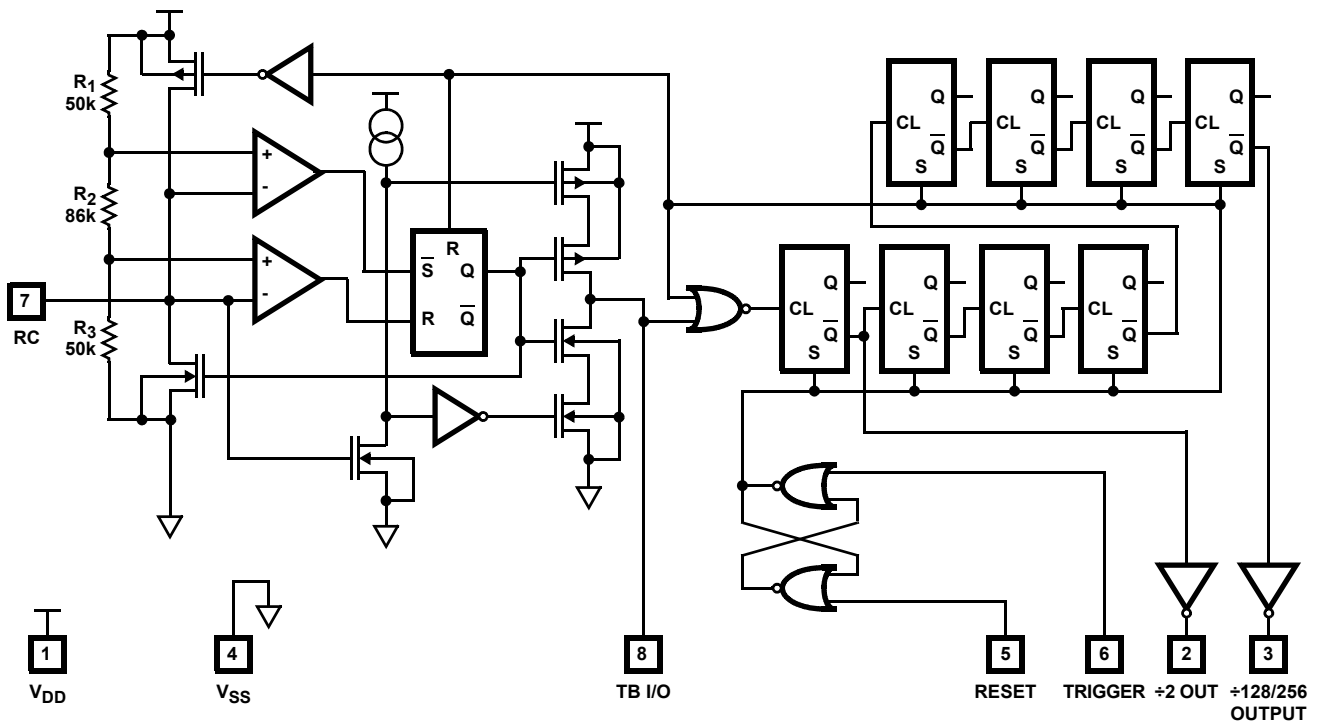 R1
50k
R2
86k
R3
50k
7
RC
+
-
+
-
R
S
Q
R
Q
CL
Q
Q
S
CL
Q
Q
S
CL
Q
Q
S
CL
Q
Q
S
CL
Q
Q
S
CL
Q
Q
S
CL
Q
Q
S
CL
Q
Q
S
1
VDD
4
VSS
8
TB I/O
5
RESET
6
TRIGGER
2
÷2 OUT
3
÷128/256
OUTPUT